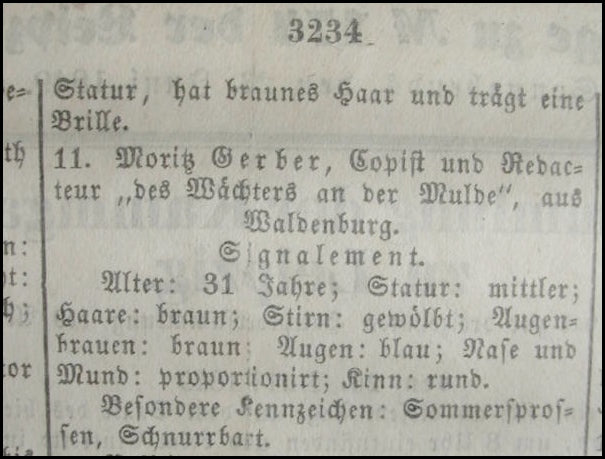 3234
Statur, hat braunes Haar und trägt eine
Brille.
11. Moritz Gerber, Copist und Redac-
teur „des Wächters an der Mulde“, aus
Waldenburg.
Signalement.
Alter: 31 Jahre; Statur: mittler;
Haare: braun; Stirn: gewölbt; Augen-
brauen: braun; Augen: blau; Nase und
Mund: proportionirt; Kinn: rund.
Besondere Kennzeichen: Sommerspros-
sen, Schnurrbart.